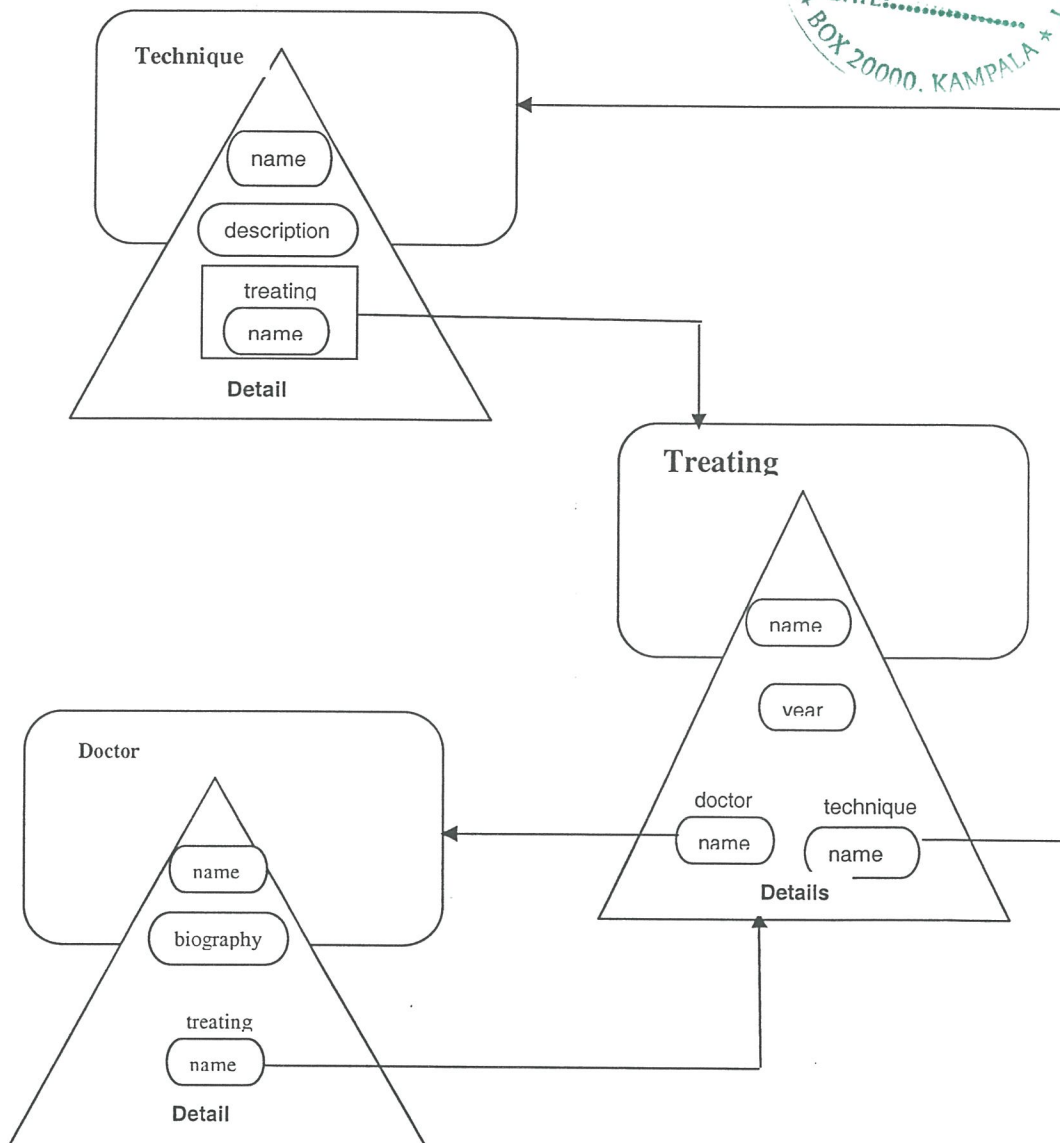 BOX 20000. KAMPALA *
Technique
name
description
treating
name
Detail
Treating
name
year
doctor
name
technique
name
Details
Doctor
name
biography
treating
name
Detail